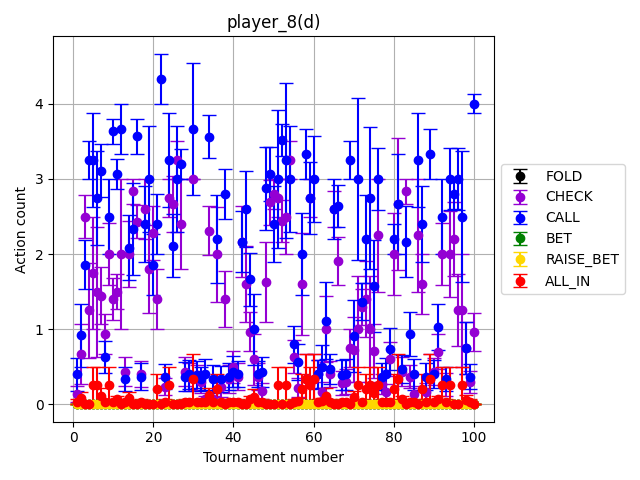 player_8(d)
Action count
4
3
2
1
0
0
20
40
60
80
100
Tournament number
FOLD
CHECK
CALL
BET
RAISE_BET
ALL_IN